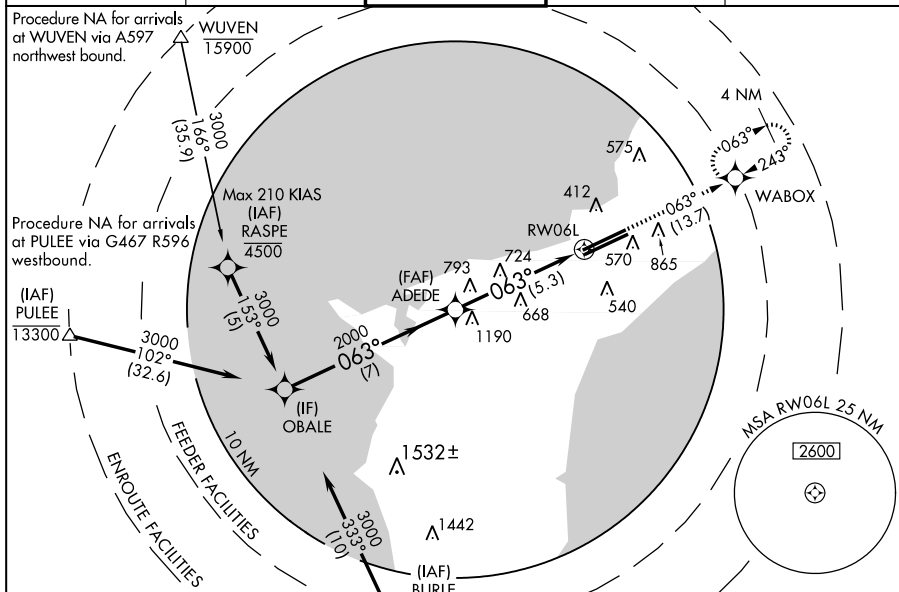 Procedure NA for arrivals
at WUVEN via A597
northwest bound.
WUVEN
15900
3000
166°
(35.9)
4 NM
063°
243°
WABOX
575
412
063°
(13.7)
Max 210 KIAS
(IAF)
RASPE
4500
RW06L
570
865
Procedure NA for arrivals
at PULEE via G467 R596
westbound.
(FAF)
ADEDE
793
724
063°
(5.3)
668
540
1190
(IAF)
PULEE
13300
3000
102°
(32.6)
3000
153°
(5)
2000
063°
(7)
(IF)
OBALE
MSA RW06L 25 NM
2600
FEEDER FACILITIES
ENROUTE FACILITIES
10 NM
1532±
1442
3000
333°
(10)
(IAF)
BURLE